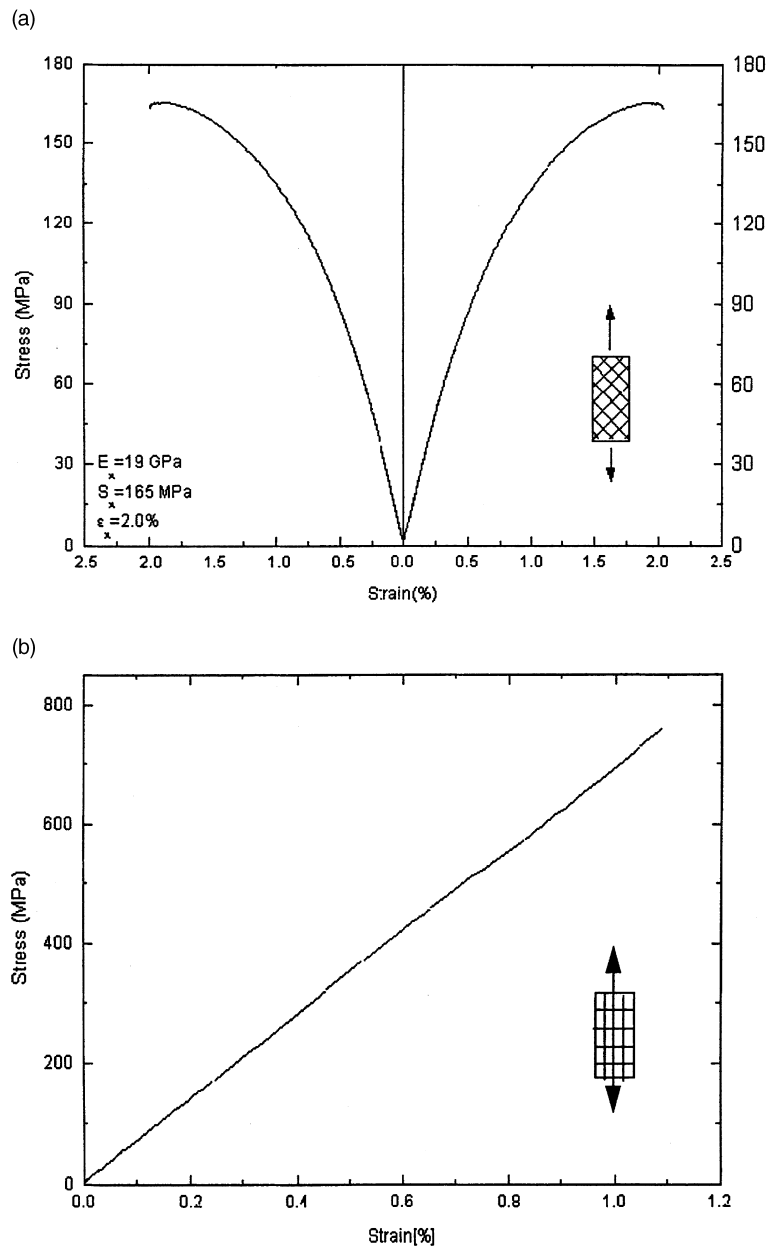 (a)
180 180
150 150
120 120
90 90
60 60
30 30
0 0
Stress (MPa)
E x =19 GPa
S x =165 MPa
ε x =2.0%
2.5 2.0 1.5 1.0 0.5 0.0 0.5 1.0 1.5 2.0 2.5
Strain(%)
(b)
800
600
400
200
0
Stress (MPa)
0.0 0.2 0.4 0.6 0.8 1.0 1.2
Strain[%]